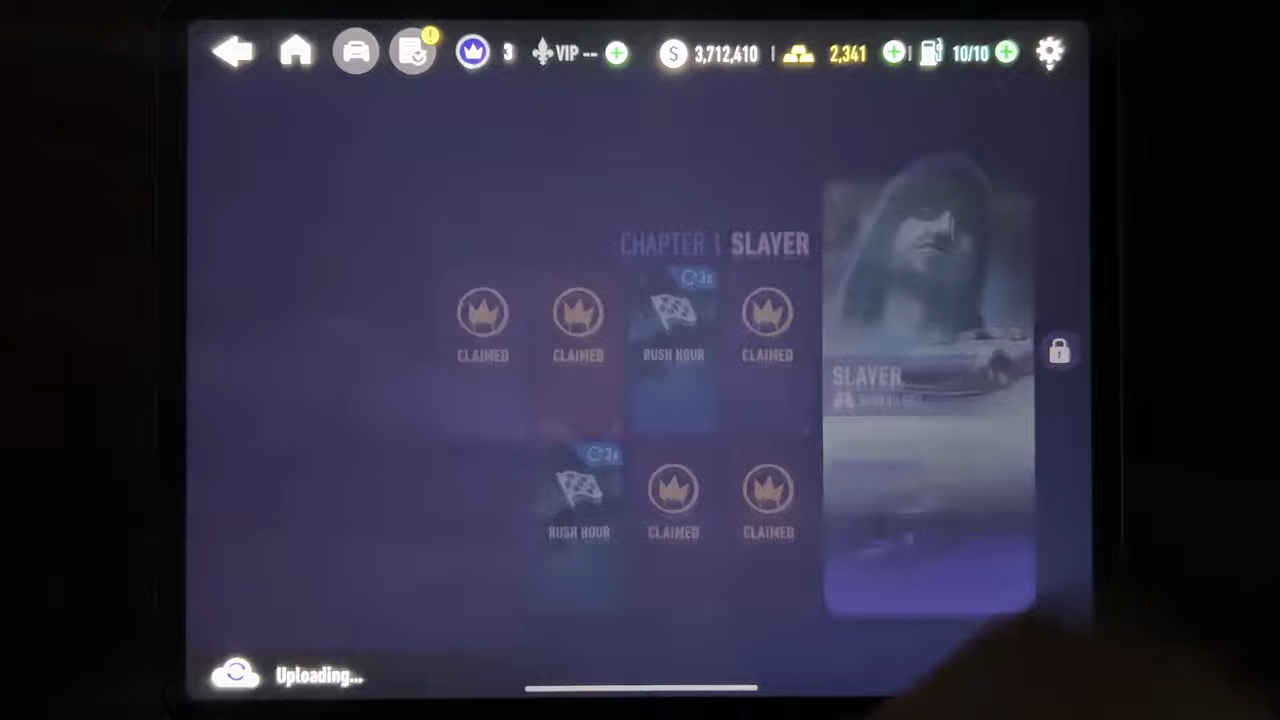 3 VIP -- 3,712,410 2,341 10/10
CHAPTER 1 SLAYER
CLAIMED CLAIMED RUSH HOUR CLAIMED
SLAYER
RUSH HOUR CLAIMED CLAIMED
Uploading...